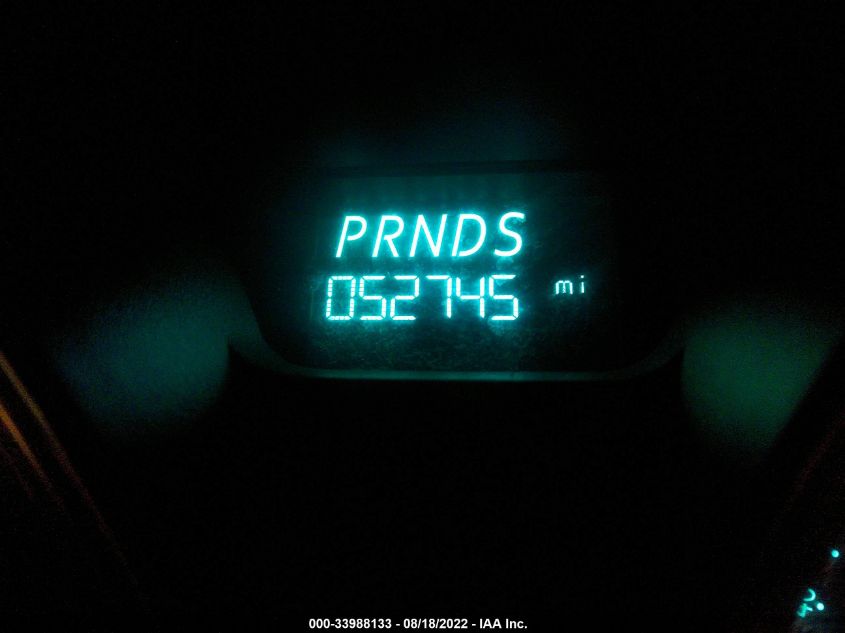 PRNDS
052745 mi
000-33988133 - 08/18/2022 - IAA Inc.